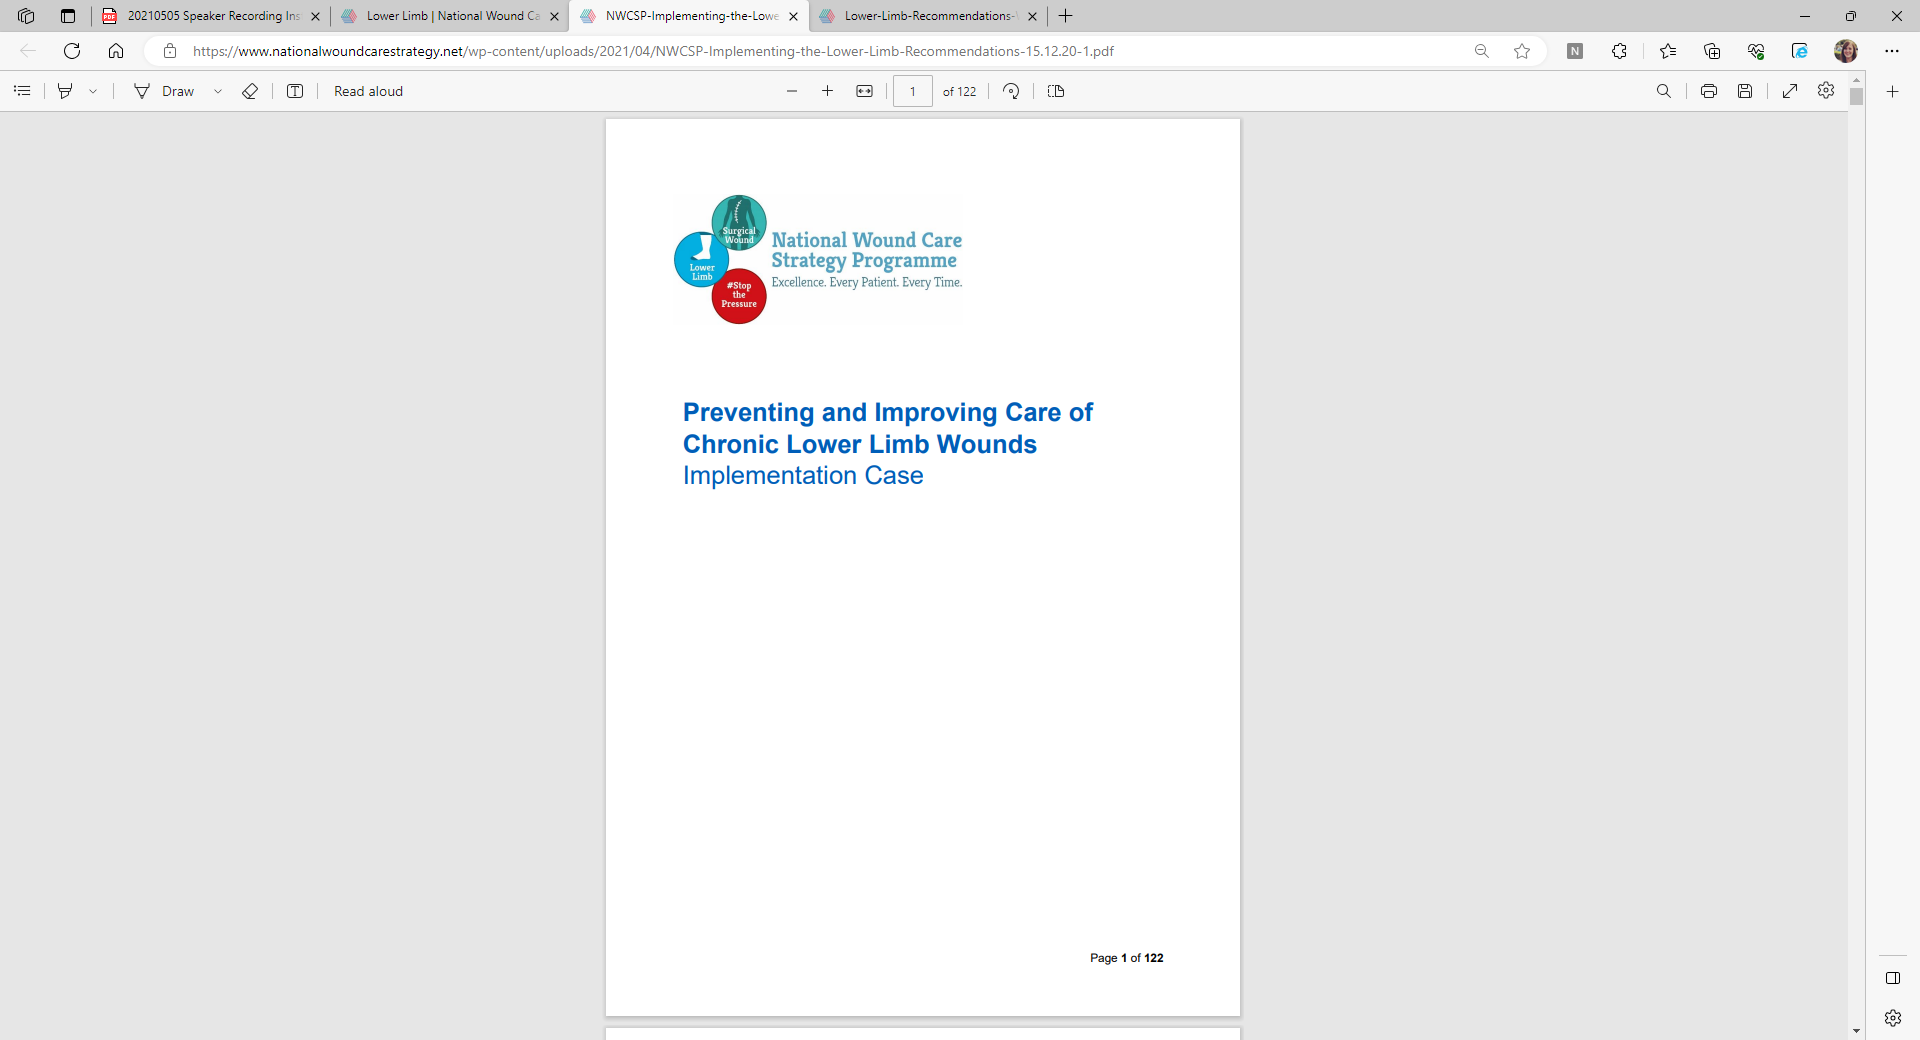 20210505 Speaker Recording Ins
Lower Limb | National Wound Ca
NWCSP-Implementing-the-Lowe
Lower-Limb-Recommendations-
https://www.nationalwoundcarestrategy.net/wp-content/uploads/2021/04/NWCSP-Implementing-the-Lower-Limb-Recommendations-15.12.20-1.pdf
N
Draw
Read aloud
1
of 122
Surgical
Wound
Lower
Limb
#Stop
the
Pressure
National Wound Care
Strategy Programme
Excellence. Every Patient. Every Time.
Preventing and Improving Care of
Chronic Lower Limb Wounds
Implementation Case
Page 1 of 122